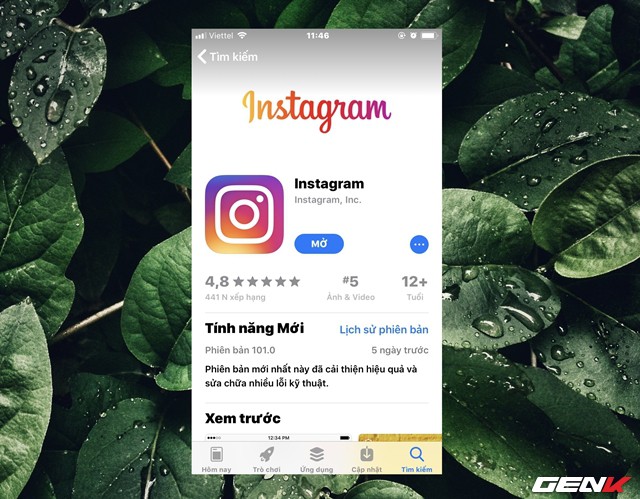 Viettel 11:46
Tìm kiếm
Instagram
Instagram
Instagram, Inc.
MỞ
4,8 #5 12+
441 N xếp hạng Ảnh & Video Tuổi
Tính năng Mới Lịch sử phiên bản
Phiên bản 101.0 5 ngày trước
Phiên bản mới nhất này đã cải thiện hiệu quả và
sửa chữa nhiều lỗi kỹ thuật.
Xem trước
12:34 PM
Hôm nay Trò chơi Ứng dụng Cập nhật Tìm kiếm
GENK